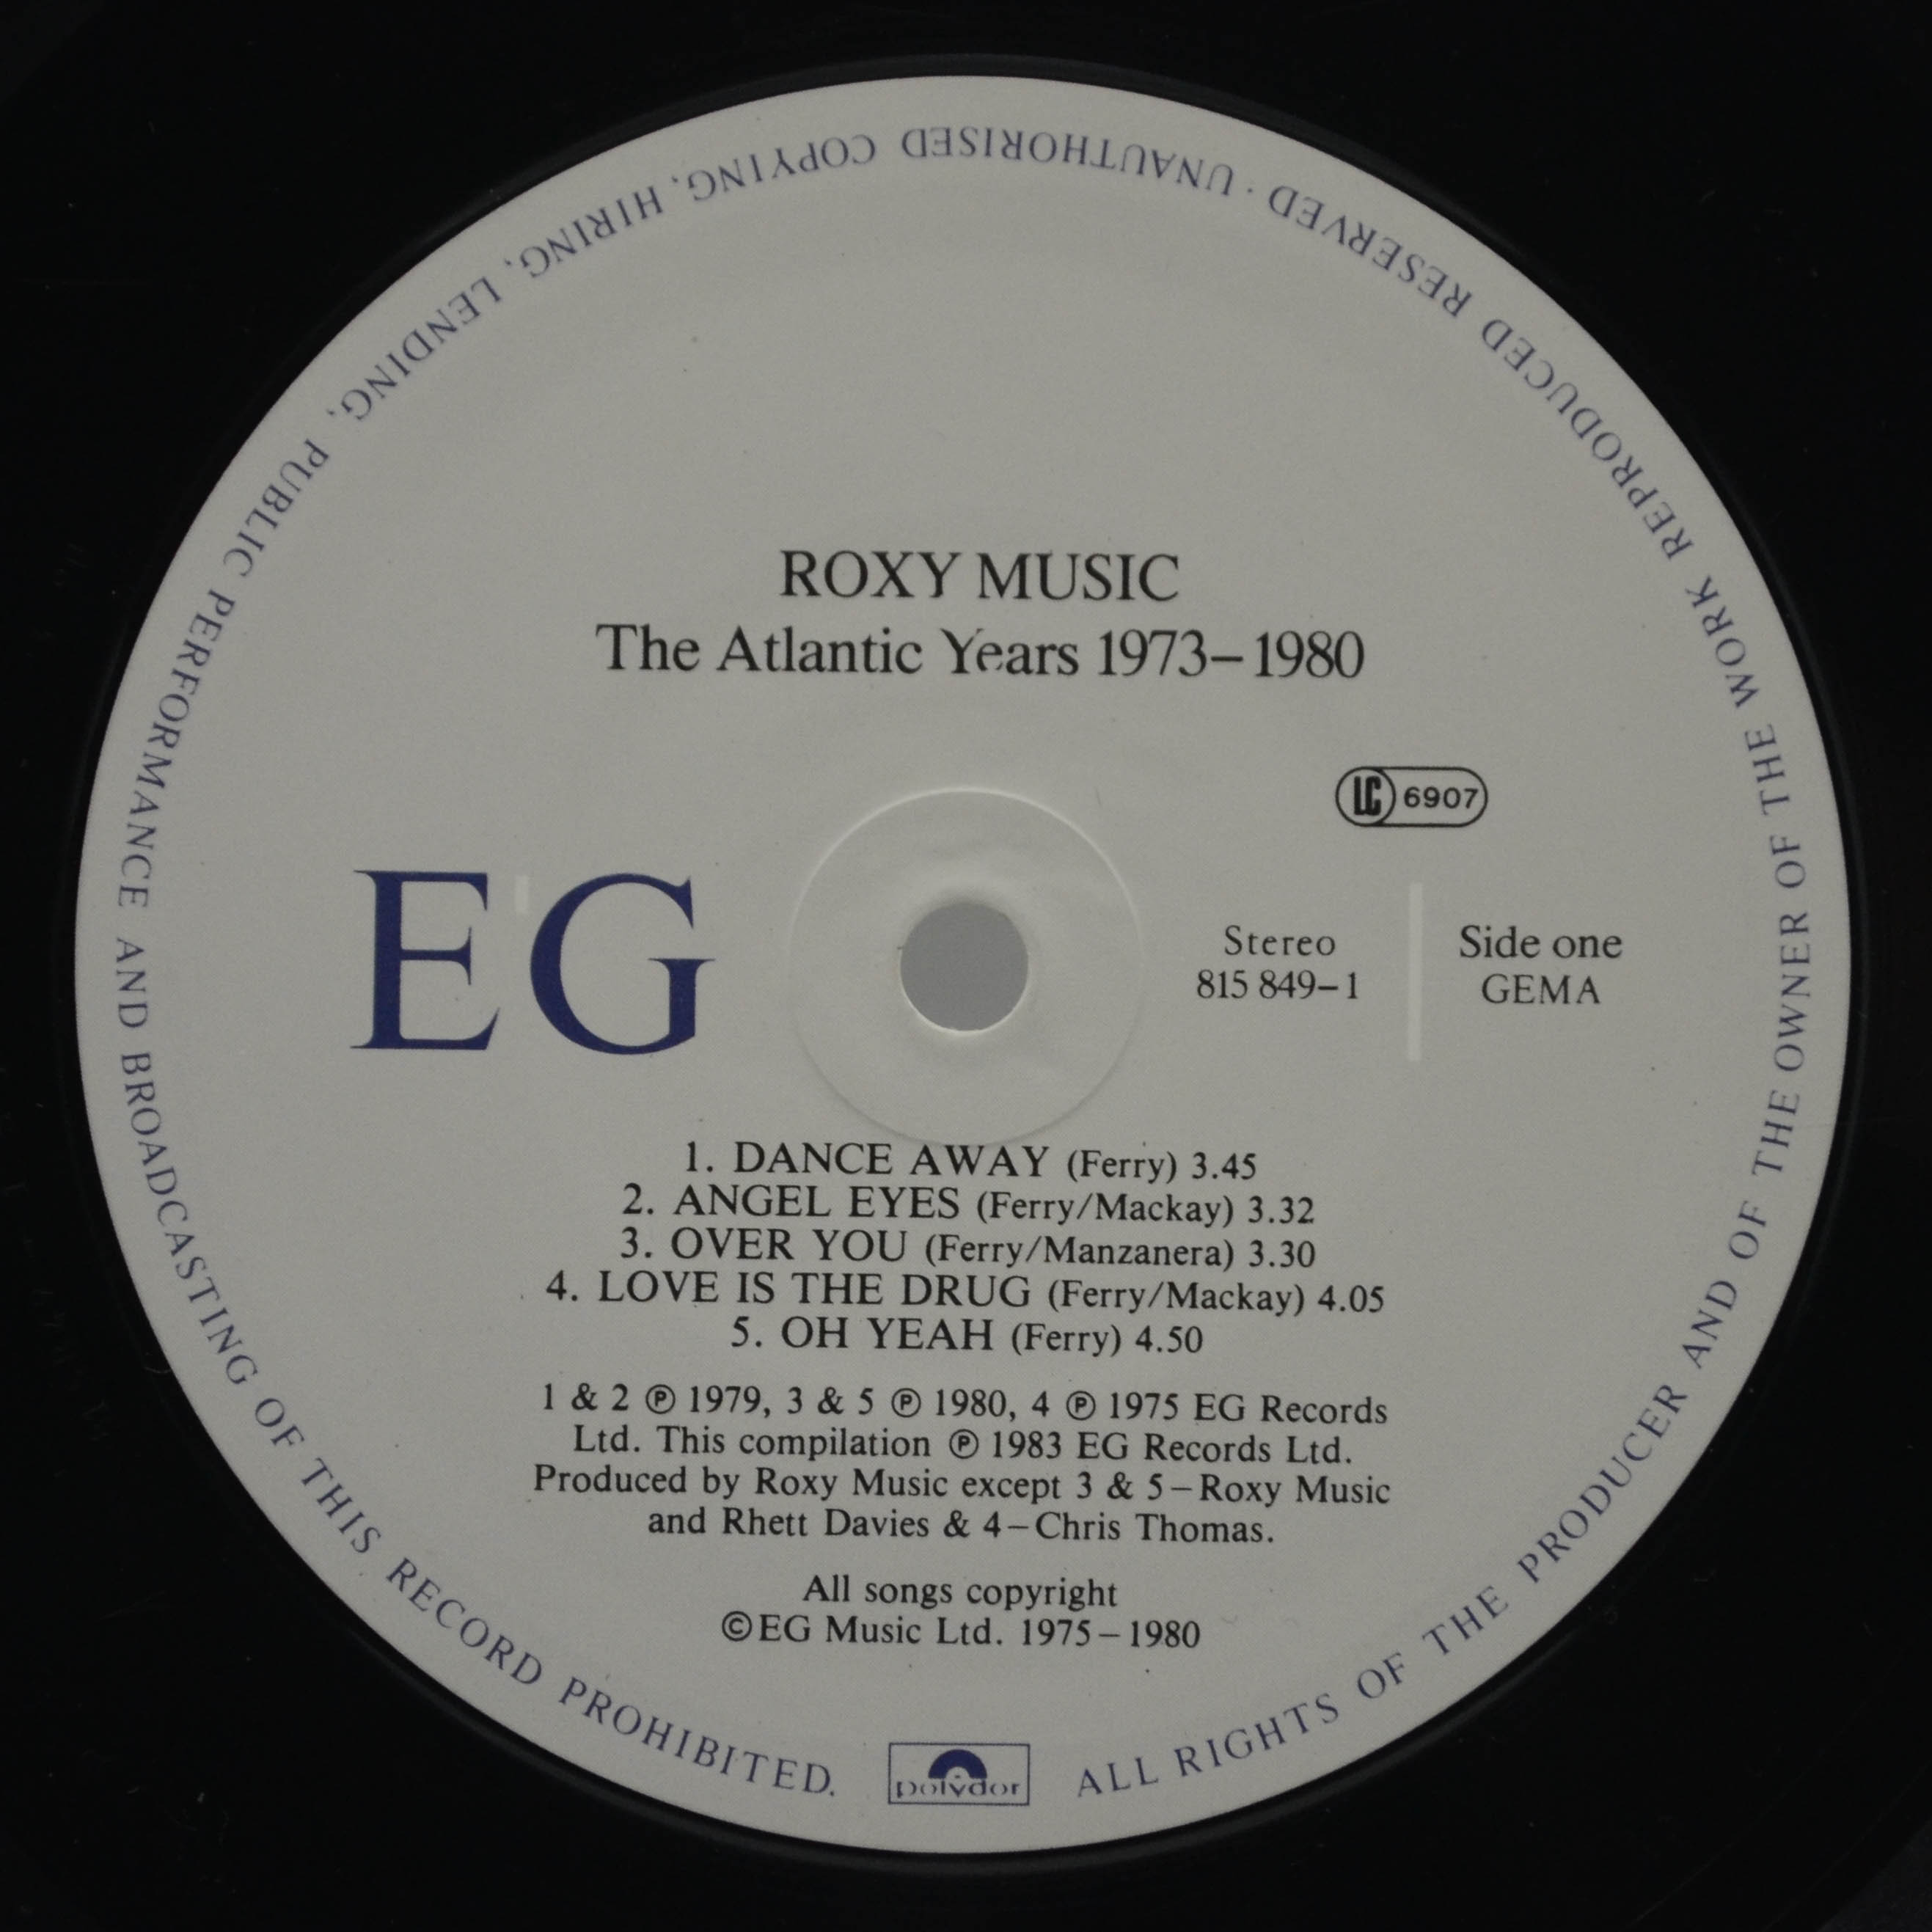 ROXY MUSIC
The Atlantic Years 1973–1980
LC 6907
EG
Stereo
815 849–1
Side one
GEMA
1. DANCE AWAY (Ferry) 3.45
2. ANGEL EYES (Ferry/Mackay) 3.32
3. OVER YOU (Ferry/Manzanera) 3.30
4. LOVE IS THE DRUG (Ferry/Mackay) 4.05
5. OH YEAH (Ferry) 4.50
1 & 2 ℗ 1979, 3 & 5 ℗ 1980, 4 ℗ 1975 EG Records
Ltd. This compilation ℗ 1983 EG Records Ltd.
Produced by Roxy Music except 3 & 5–Roxy Music
and Rhett Davies & 4–Chris Thomas.
All songs copyright
©EG Music Ltd. 1975–1980
polydor
ALL RIGHTS OF THE PRODUCER AND OF THE OWNER OF THE WORK REPRODUCED RESERVED · UNAUTHORISED COPYING, HIRING, LENDING, PUBLIC PERFORMANCE AND BROADCASTING OF THIS RECORD PROHIBITED.